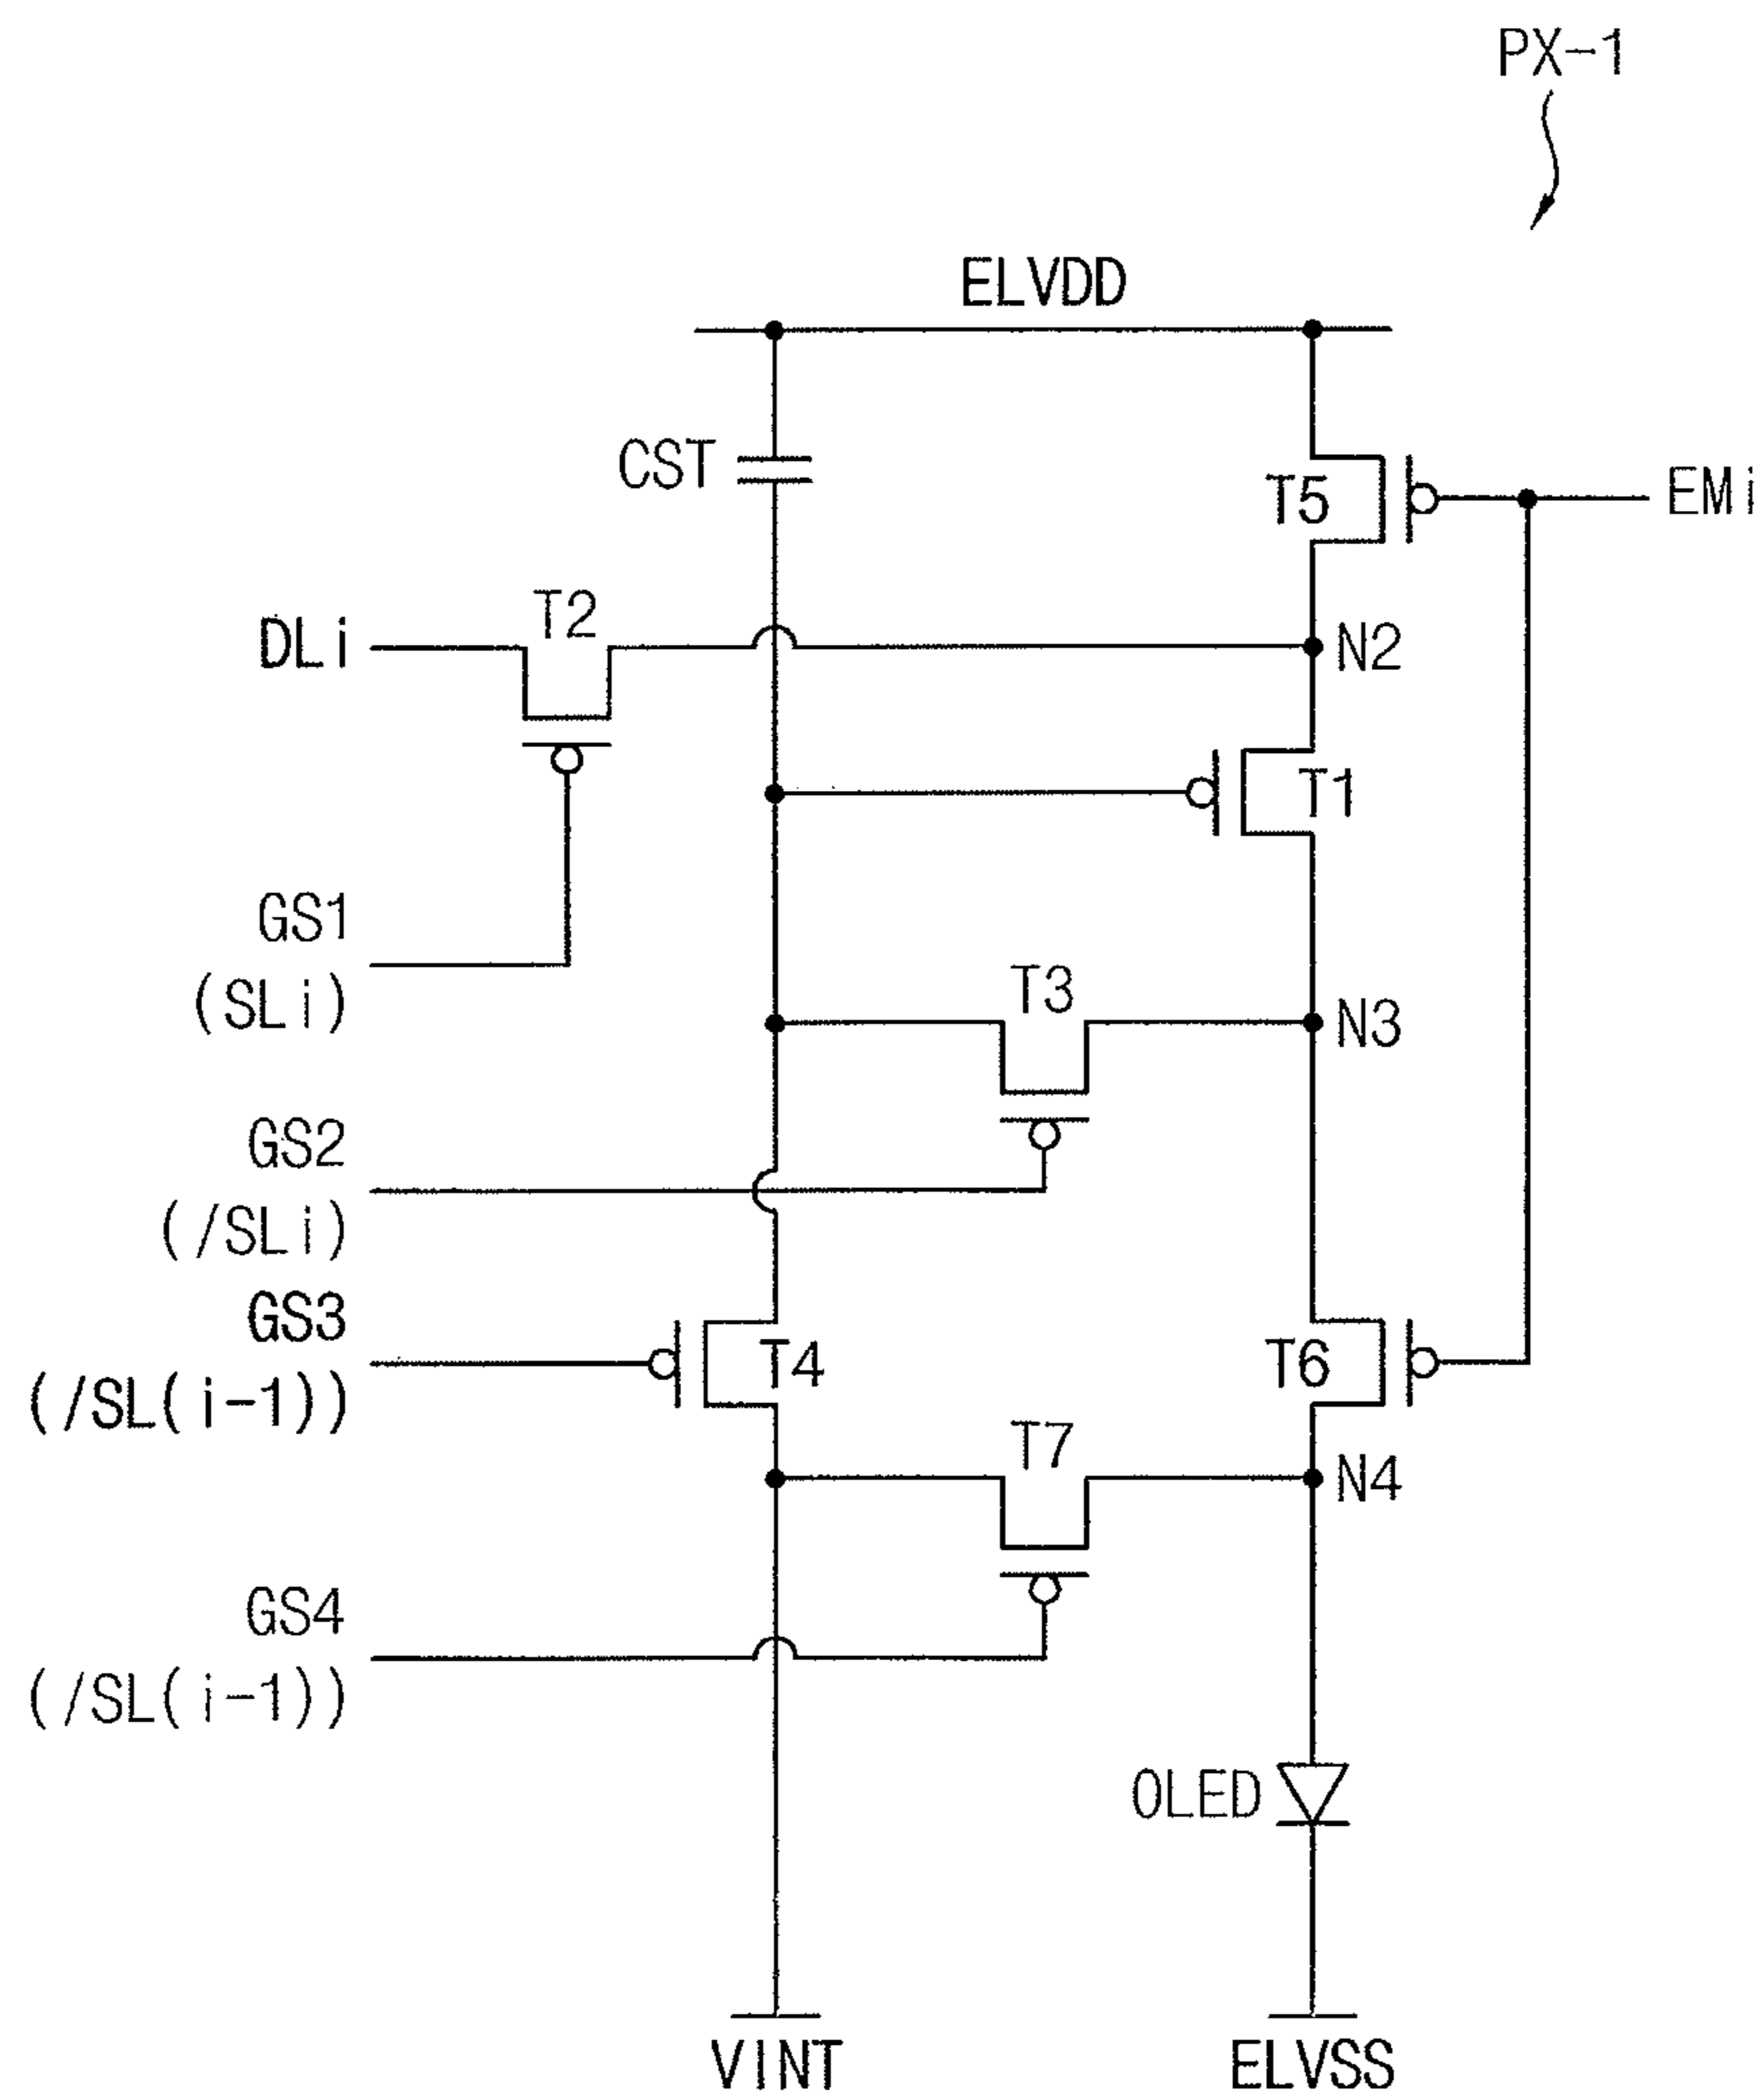 PX-1
ELVDD
CST
T5
EMi
T2
DLi
N2
T1
GS1
(SLi)
T3
N3
GS2
(/SLi)
GS3
(/SL(i-1))
T4
T6
T7
N4
GS4
(/SL(i-1))
OLED
VINT
ELVSS